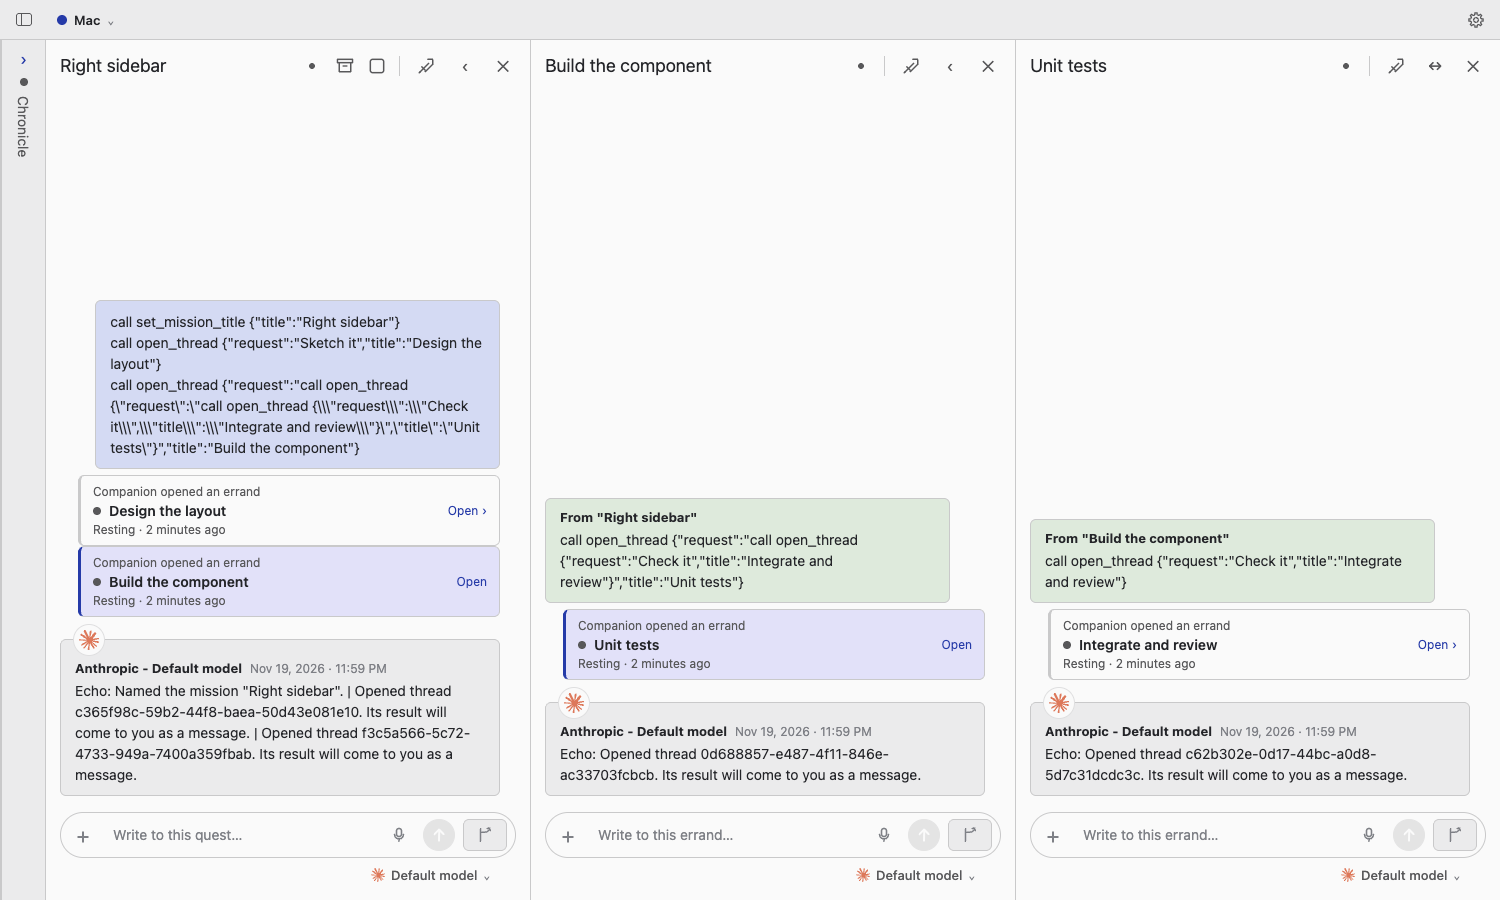 Mac
Chronicle
Right sidebar
call set_mission_title {"title":"Right sidebar"}
call open_thread {"request":"Sketch it","title":"Design the
layout"}
call open_thread {"request":"call open_thread
{\"request\":\"call open_thread {\\\"request\\\":\\\"Check
it\\\",\\\"title\\\":\\\"Integrate and review\\\"}\",\"title\":\"Unit
tests\"}","title":"Build the component"}
Companion opened an errand
Design the layout
Open ›
Resting · 2 minutes ago
Companion opened an errand
Build the component
Open
Resting · 2 minutes ago
Anthropic - Default model Nov 19, 2026 · 11:59 PM
Echo: Named the mission "Right sidebar". | Opened thread
c365f98c-59b2-44f8-baea-50d43e081e10. Its result will
come to you as a message. | Opened thread f3c5a566-5c72-
4733-949a-7400a359fbab. Its result will come to you as a
message.
Write to this quest...
Default model
Build the component
From "Right sidebar"
call open_thread {"request":"call open_thread
{"request":"Check it","title":"Integrate and
review"}","title":"Unit tests"}
Companion opened an errand
Unit tests
Open
Resting · 2 minutes ago
Anthropic - Default model Nov 19, 2026 · 11:59 PM
Echo: Opened thread 0d688857-e487-4f11-846e-
ac33703fcbcb. Its result will come to you as a message.
Write to this errand...
Default model
Unit tests
From "Build the component"
call open_thread {"request":"Check it","title":"Integrate
and review"}
Companion opened an errand
Integrate and review
Open ›
Resting · 2 minutes ago
Anthropic - Default model Nov 19, 2026 · 11:59 PM
Echo: Opened thread c62b302e-0d17-44bc-a0d8-
5d7c31dcdc3c. Its result will come to you as a message.
Write to this errand...
Default model